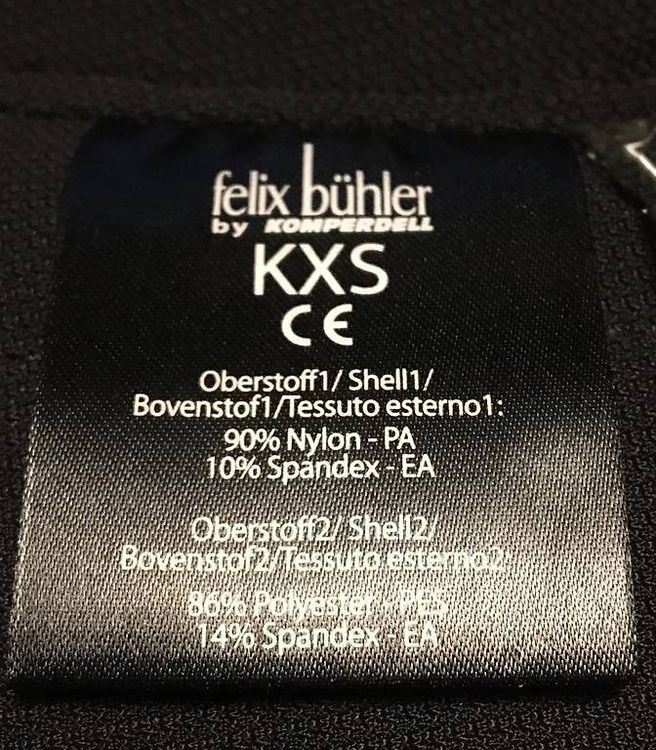 felix bühler
by KOMPERDELL
KXS
CE
Oberstoff1/ Shell1/
Bovenstof1/Tessuto esterno1:
90% Nylon - PA
10% Spandex - EA
Oberstoff2/ Shell2/
Bovenstof2/Tessuto esterno2:
86% Polyester - PES
14% Spandex - EA